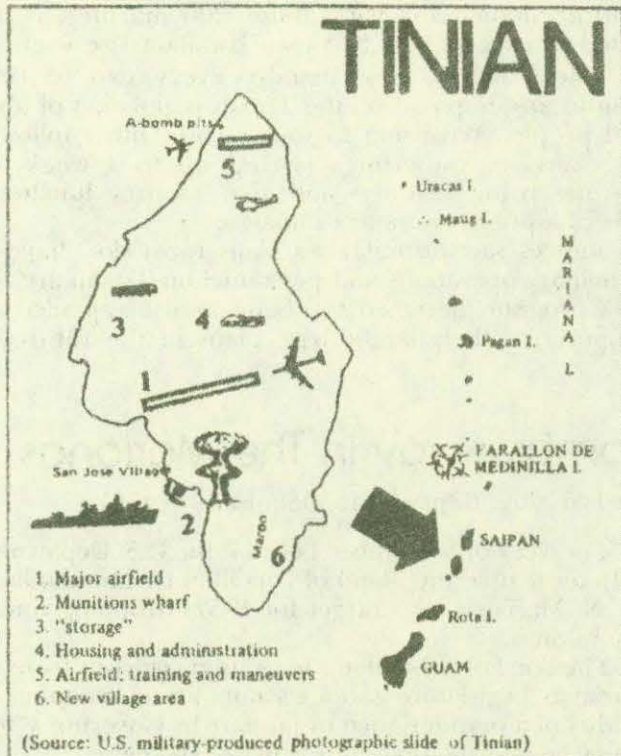 TINIAN
A-bomb pits
5
Uracas I.
Maug I.
MARIANA I.
3
4
Pagan I.
1
FARALLON DE
MEDINILLA I.
San Jose Village
2
6
SAIPAN
Rota I.
GUAM
1. Major airfield
2. Munitions wharf
3. "storage"
4. Housing and administration
5. Airfield: training and maneuvers
6. New village area
(Source: U.S. military-produced photographic slide of Tinian)